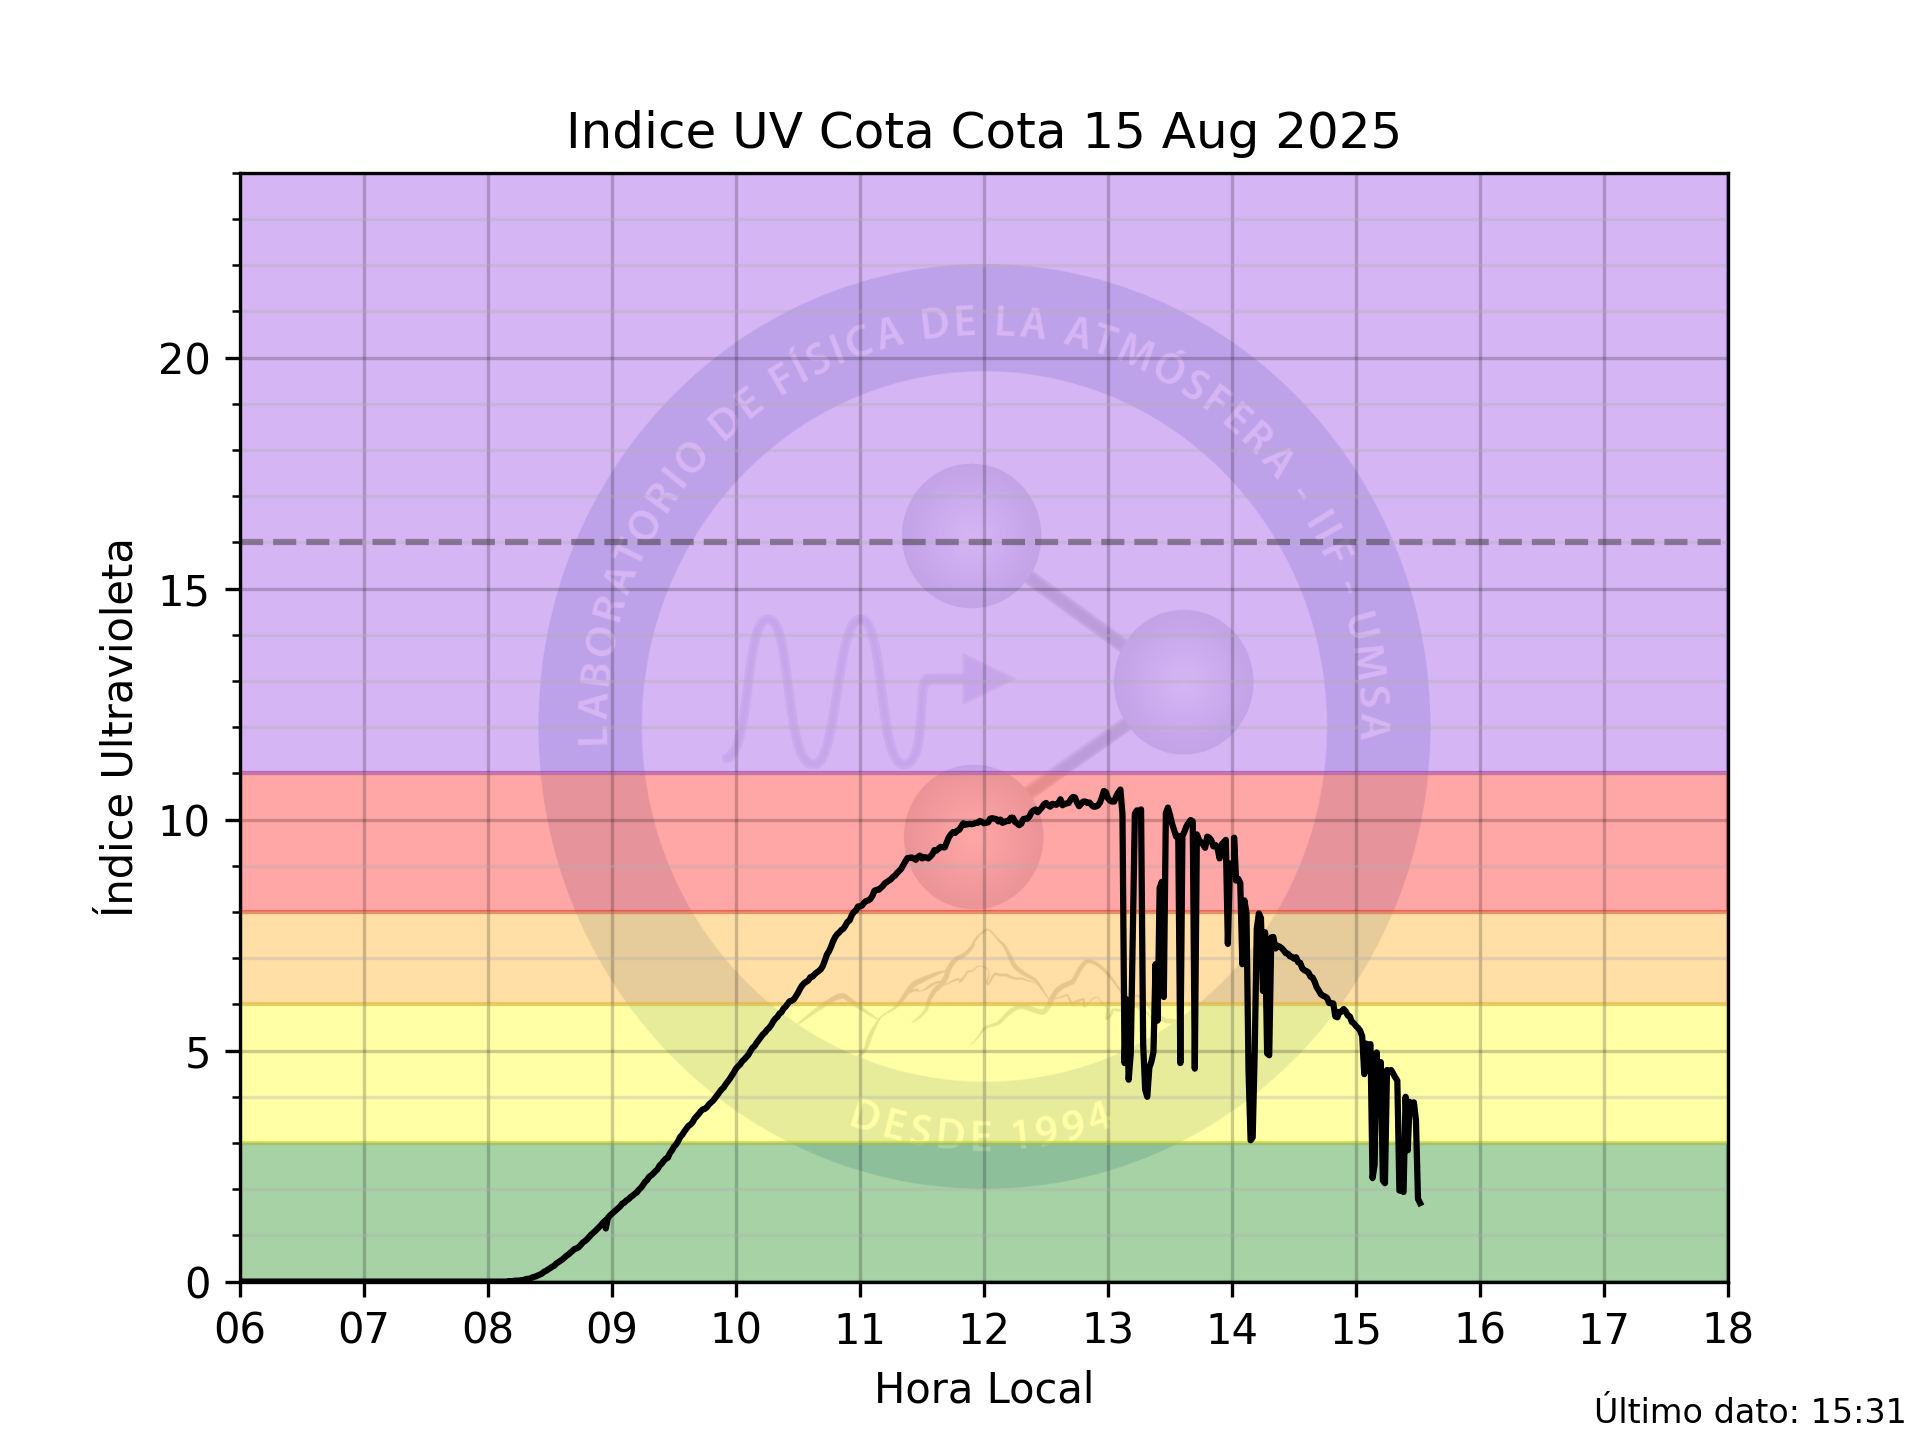 Indice UV Cota Cota 15 Aug 2025
Índice Ultravioleta
20
15
10
5
0
LABORATORIO DE FÍSICA DE LA ATMÓSFERA - IIF - UMSA
DESDE 1994
06 07 08 09 10 11 12 13 14 15 16 17 18
Hora Local
Último dato: 15:31